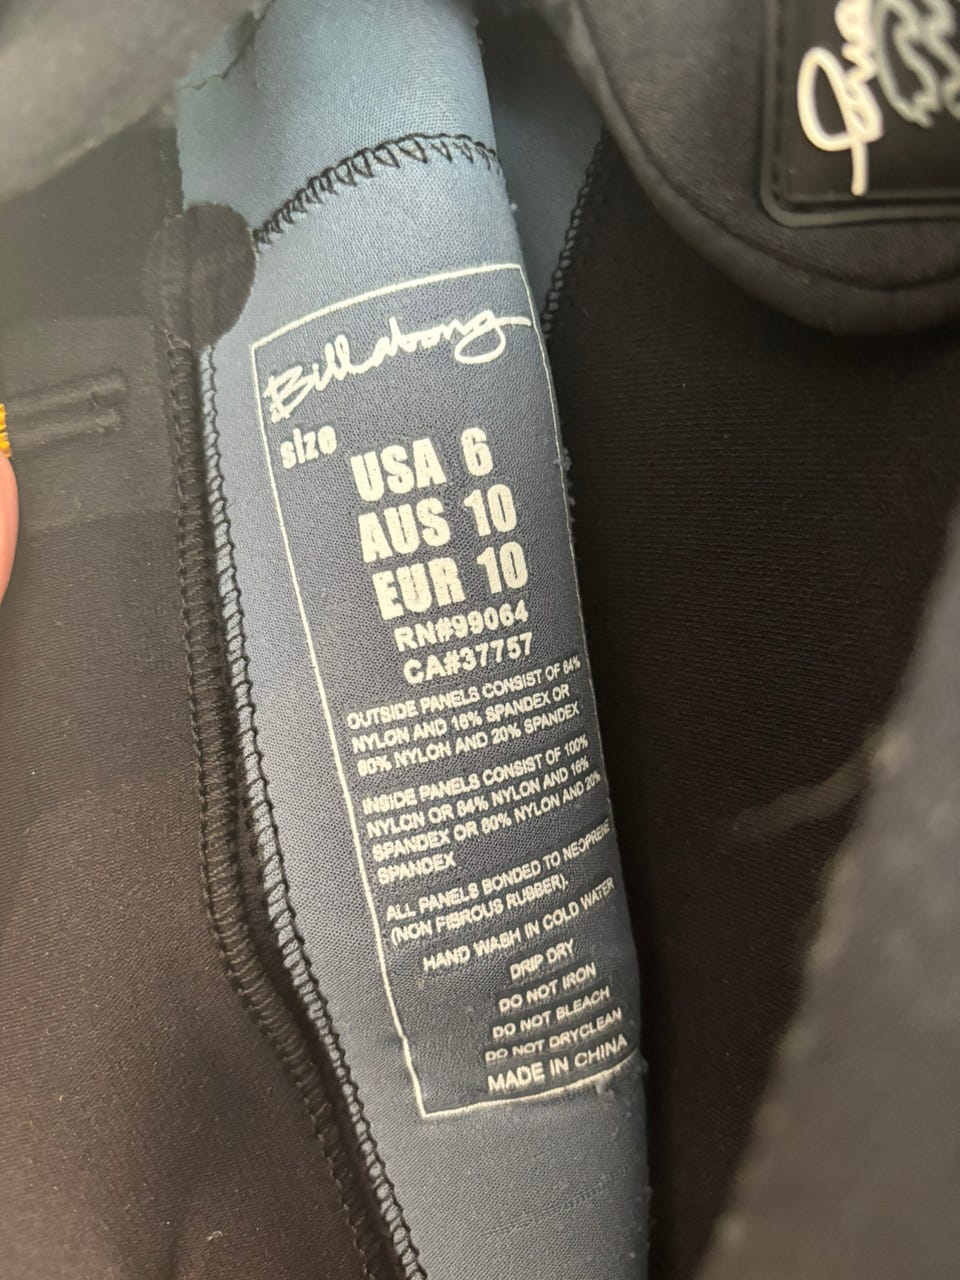 Billabong
size
USA 6
AUS 10
EUR 10
RN#99064
CA#37757
OUTSIDE PANELS CONSIST OF 84%
NYLON AND 16% SPANDEX OR
80% NYLON AND 20% SPANDEX
INSIDE PANELS CONSIST OF 100%
NYLON OR 84% NYLON AND 16%
SPANDEX OR 80% NYLON AND 20%
SPANDEX
ALL PANELS BONDED TO NEOPRENE
(NON FIBROUS RUBBER).
HAND WASH IN COLD WATER
DRIP DRY
DO NOT IRON
DO NOT BLEACH
DO NOT DRYCLEAN
MADE IN CHINA